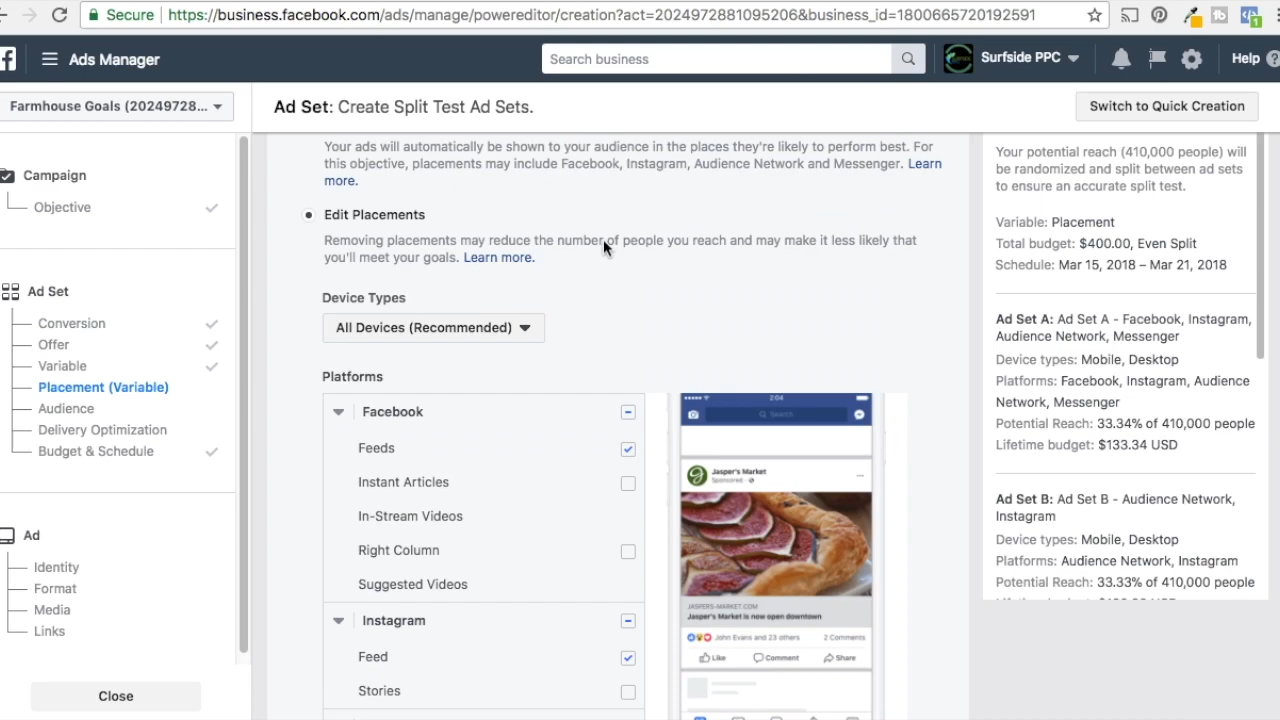 Secure
https://business.facebook.com/ads/manage/powereditor/creation?act=2024972881095206&business_id=1800665720192591
Ads Manager
Search business
Surfside PPC
Help
Farmhouse Goals (20249728...
Ad Set: Create Split Test Ad Sets.
Switch to Quick Creation
Campaign
Objective
Ad Set
Conversion
Offer
Variable
Placement (Variable)
Audience
Delivery Optimization
Budget & Schedule
Ad
Identity
Format
Media
Links
Close
Your ads will automatically be shown to your audience in the places they're likely to perform best. For
this objective, placements may include Facebook, Instagram, Audience Network and Messenger. Learn
more.
Edit Placements
Removing placements may reduce the number of people you reach and may make it less likely that
you'll meet your goals. Learn more.
Device Types
All Devices (Recommended)
Platforms
Facebook
Feeds
Instant Articles
In-Stream Videos
Right Column
Suggested Videos
Instagram
Feed
Stories
2:04
Search
Jasper's Market
Sponsored
JASPERS-MARKET.COM
Jasper's Market is now open downtown
John Evans and 23 others
2 Comments
Like
Comment
Share
Your potential reach (410,000 people) will
be randomized and split between ad sets
to ensure an accurate split test.
Variable: Placement
Total budget: $400.00, Even Split
Schedule: Mar 15, 2018 – Mar 21, 2018
Ad Set A: Ad Set A - Facebook, Instagram,
Audience Network, Messenger
Device types: Mobile, Desktop
Platforms: Facebook, Instagram, Audience
Network, Messenger
Potential Reach: 33.34% of 410,000 people
Lifetime budget: $133.34 USD
Ad Set B: Ad Set B - Audience Network,
Instagram
Device types: Mobile, Desktop
Platforms: Audience Network, Instagram
Potential Reach: 33.33% of 410,000 people